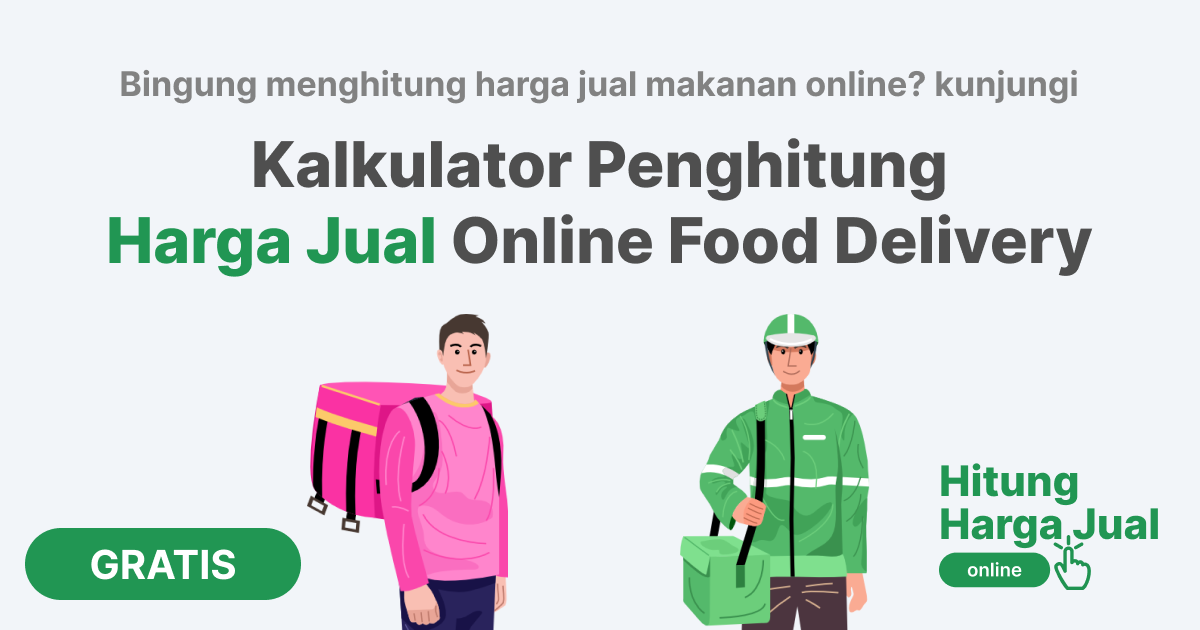 Bingung menghitung harga jual makanan online? kunjungi
Kalkulator Penghitung
Harga Jual Online Food Delivery
GRATIS
Hitung
Harga Jual
online